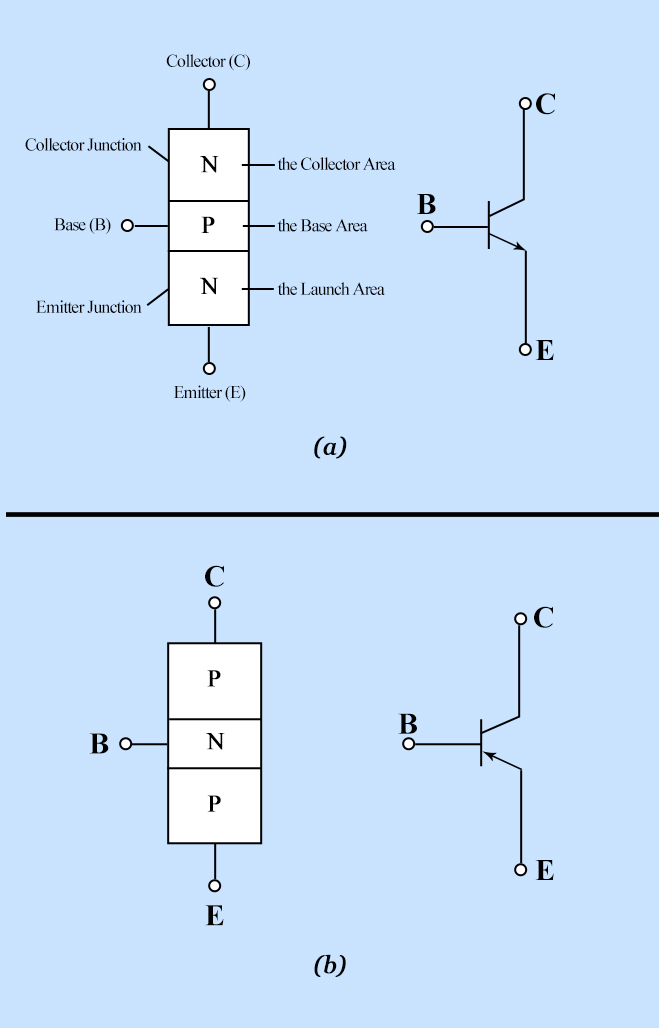 Collector (C)
Collector Junction
N
the Collector Area
Base (B)
P
the Base Area
Emitter Junction
N
the Launch Area
Emitter (E)
C
B
E
(a)
C
P
B
N
P
E
C
B
E
(b)